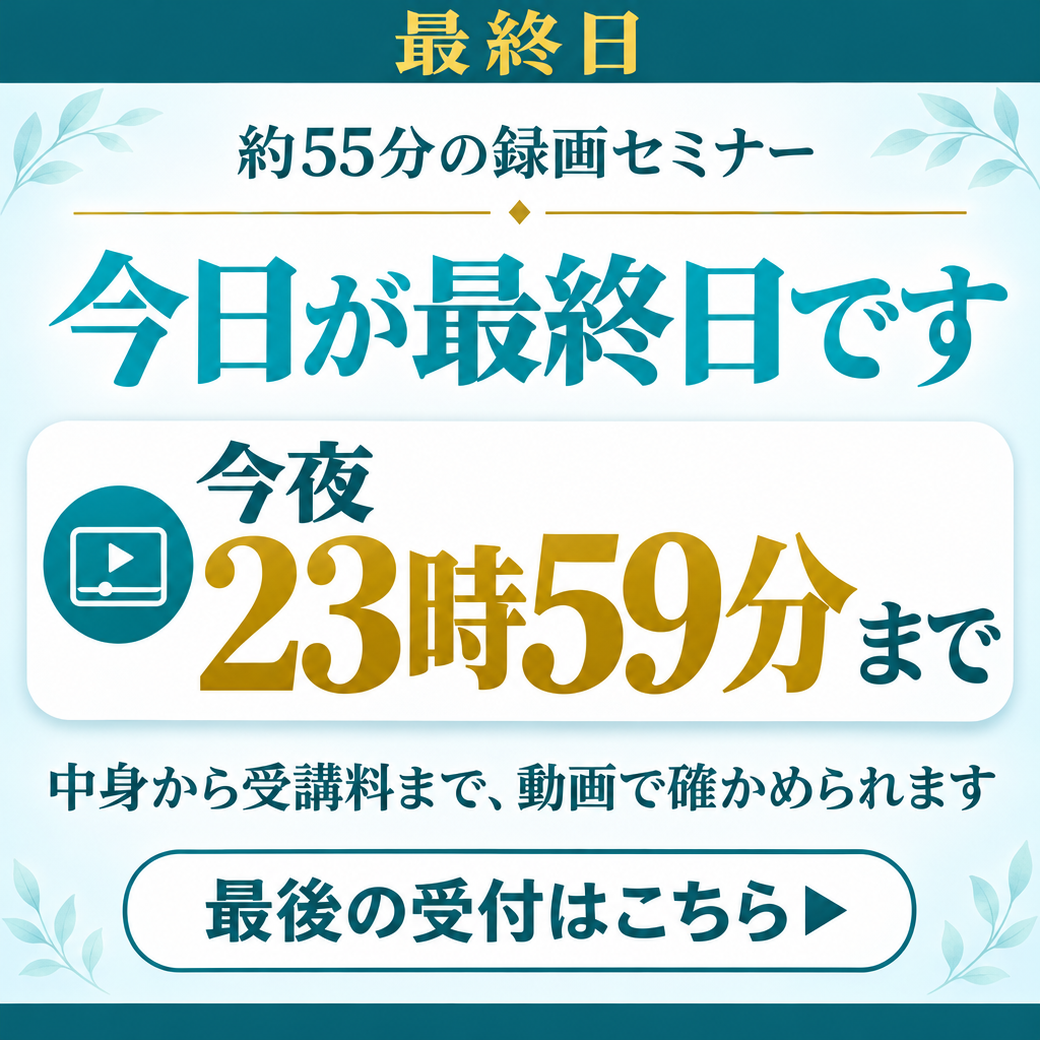 最終日
約55分の録画セミナー
今日が最終日です
今夜
23時59分まで
中身から受講料まで、動画で確かめられます
最後の受付はこちら▶